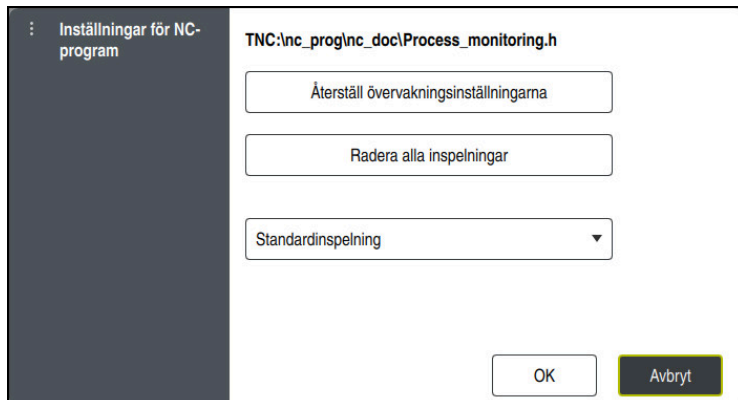 Inställningar för NC-
program
TNC:\nc_prog\nc_doc\Process_monitoring.h
Återställ övervakningsinställningarna
Radera alla inspelningar
Standardinspelning
OK
Avbryt